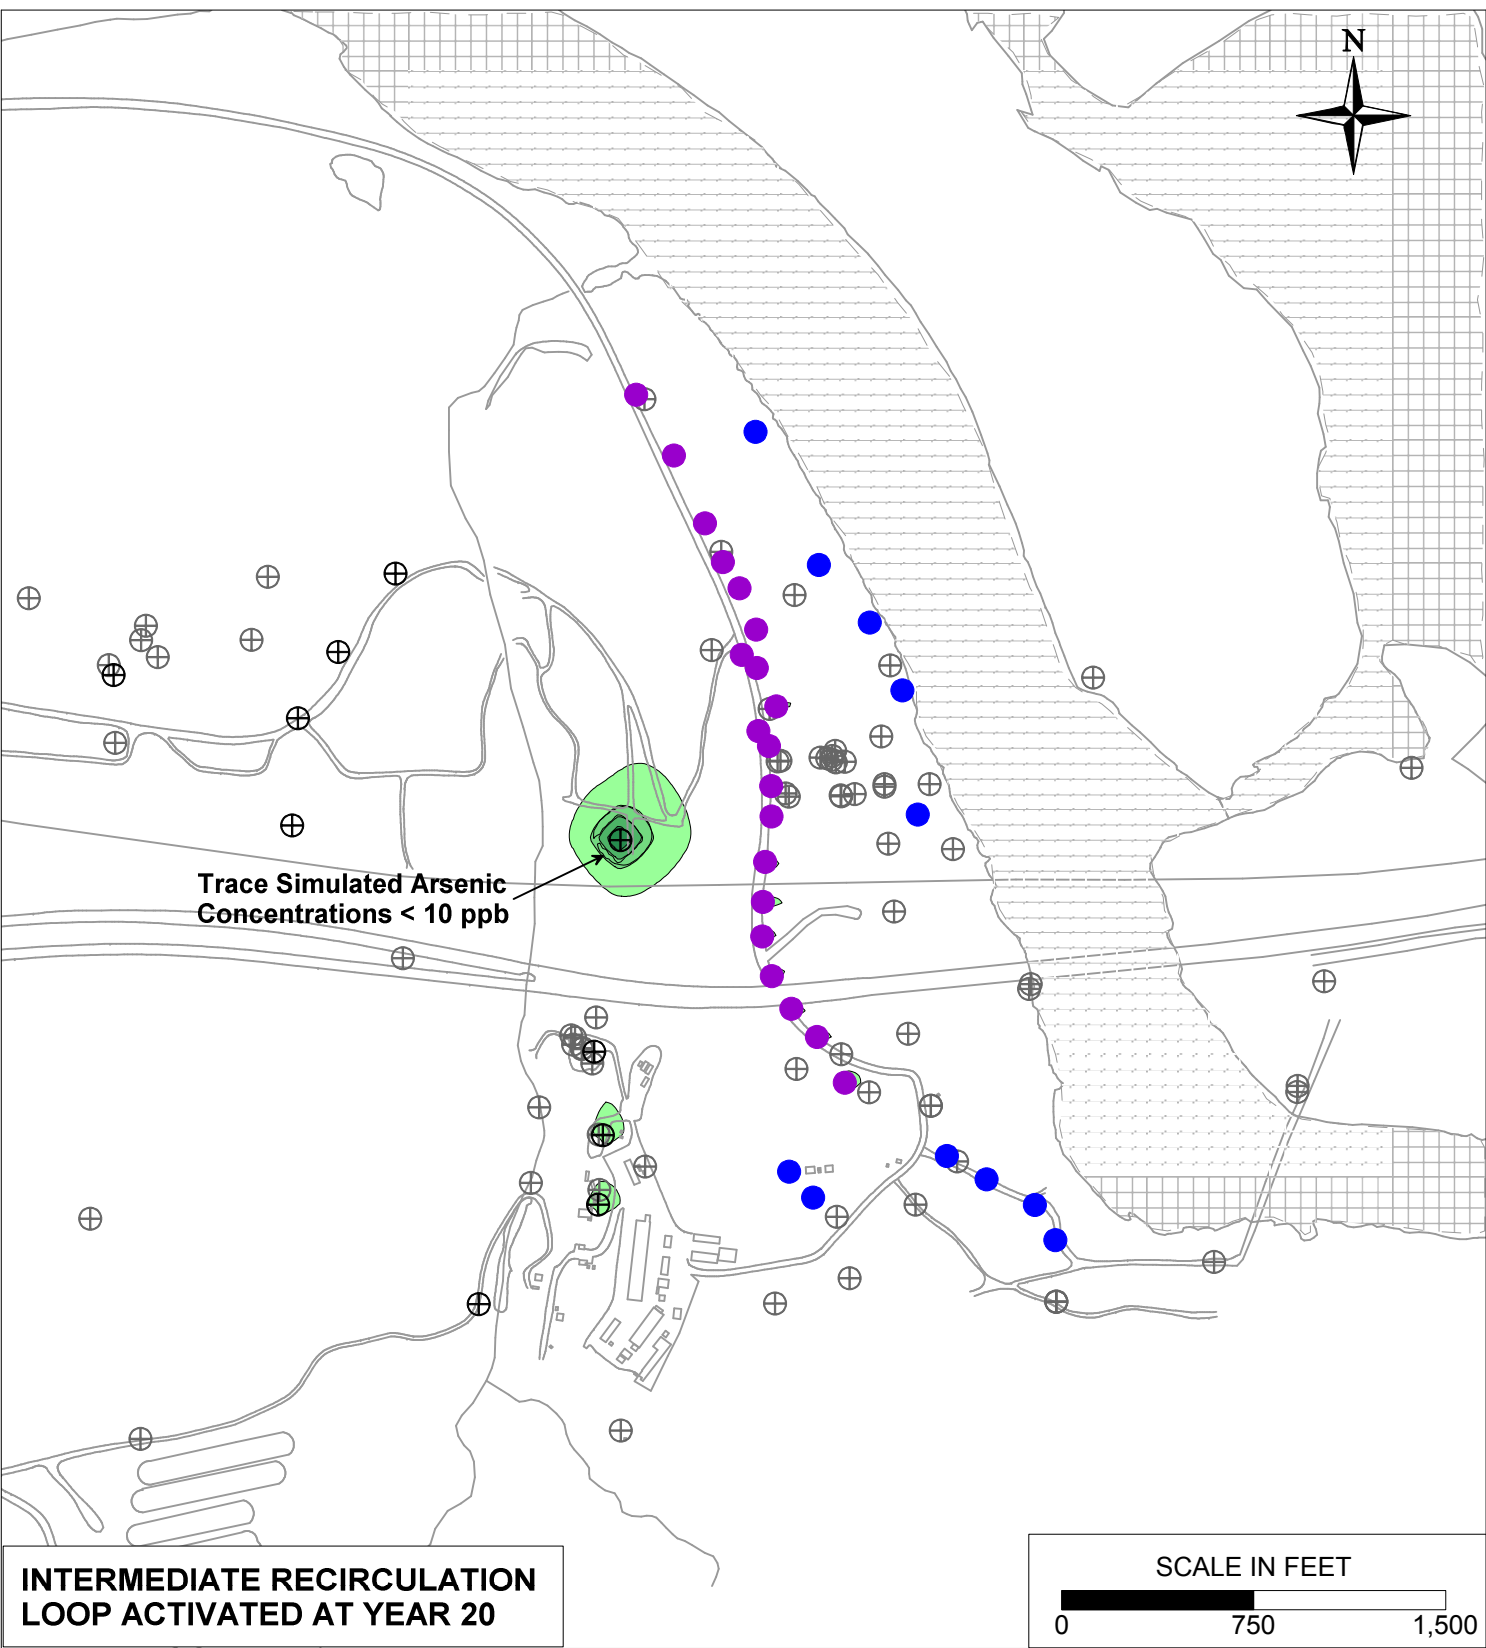 N
Trace Simulated Arsenic
Concentrations < 10 ppb
INTERMEDIATE RECIRCULATION
LOOP ACTIVATED AT YEAR 20
SCALE IN FEET
0 750 1,500